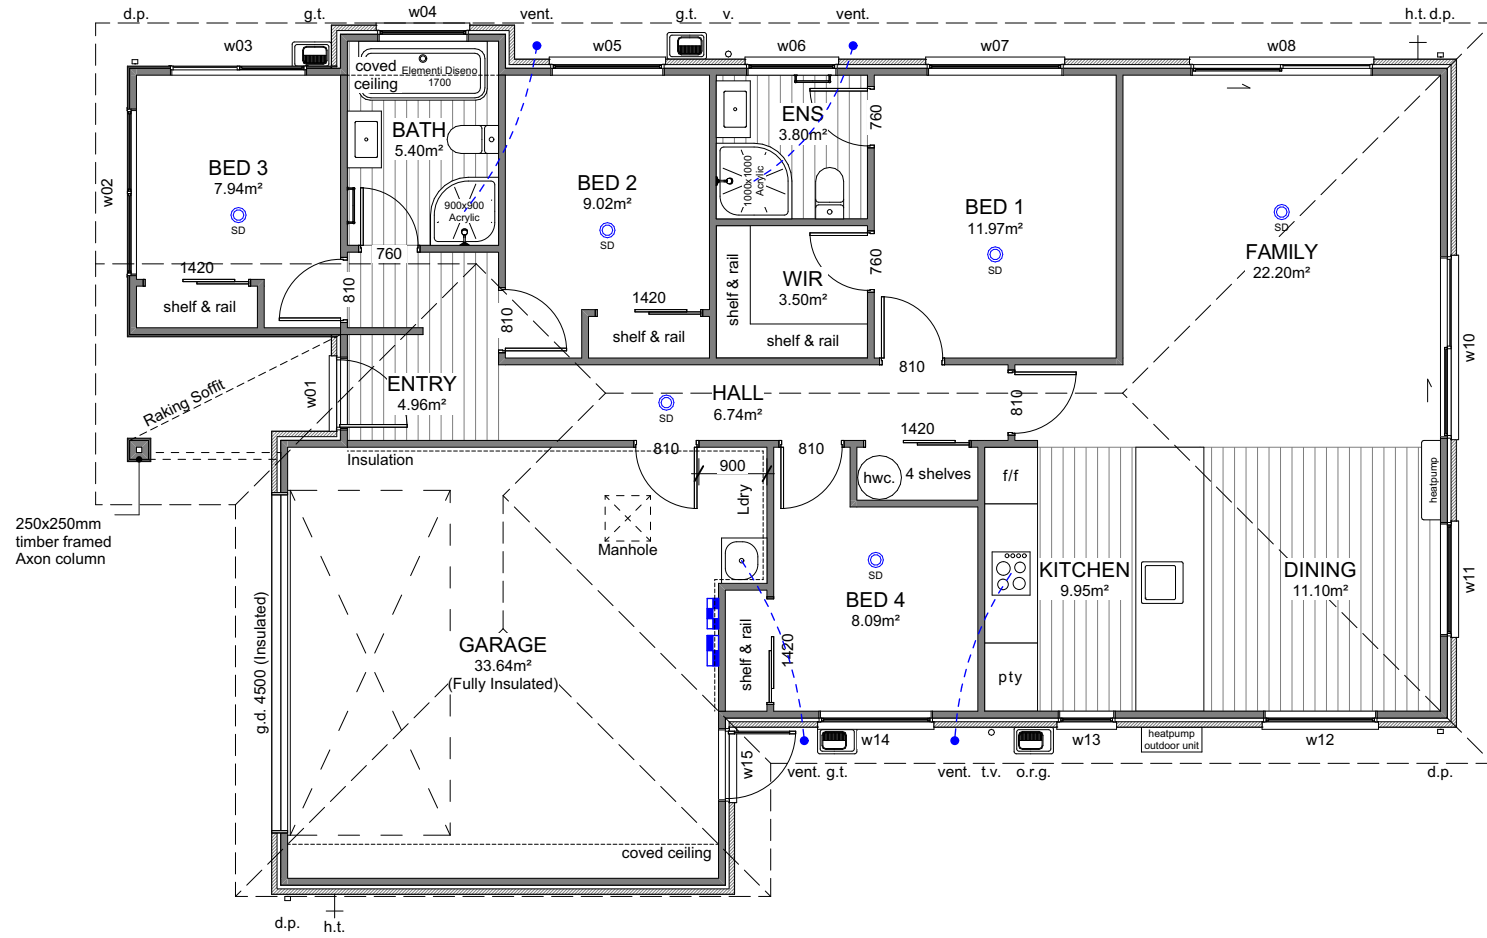 d.p.
g.t.
w04
vent.
g.t.
v.
vent.
h.t.
d.p.
w03
w05
w06
w07
w08
coved
ceiling
Elementi Diseno
1700
BATH
5.40m²
900x900
Acrylic
760
ENS
3.80m²
1000x1000
Acrylic
760
BED 3
7.94m²
SD
w02
1420
shelf & rail
810
BED 2
9.02m²
SD
1420
shelf & rail
810
WIR
3.50m²
shelf & rail
shelf & rail
760
BED 1
11.97m²
SD
810
FAMILY
22.20m²
SD
w10
Raking Soffit
w01
ENTRY
4.96m²
HALL
6.74m²
SD
810
810
900
810
1420
hwc.
4 shelves
f/f
heatpump
Insulation
Ldry
Manhole
250x250mm
timber framed
Axon column
g.d. 4500 (Insulated)
GARAGE
33.64m²
(Fully Insulated)
shelf & rail
1420
BED 4
8.09m²
SD
KITCHEN
9.95m²
pty
DINING
11.10m²
w11
w15
w14
w13
heatpump
outdoor unit
w12
vent.
g.t.
vent.
t.v.
o.r.g.
d.p.
coved ceiling
d.p.
h.t.